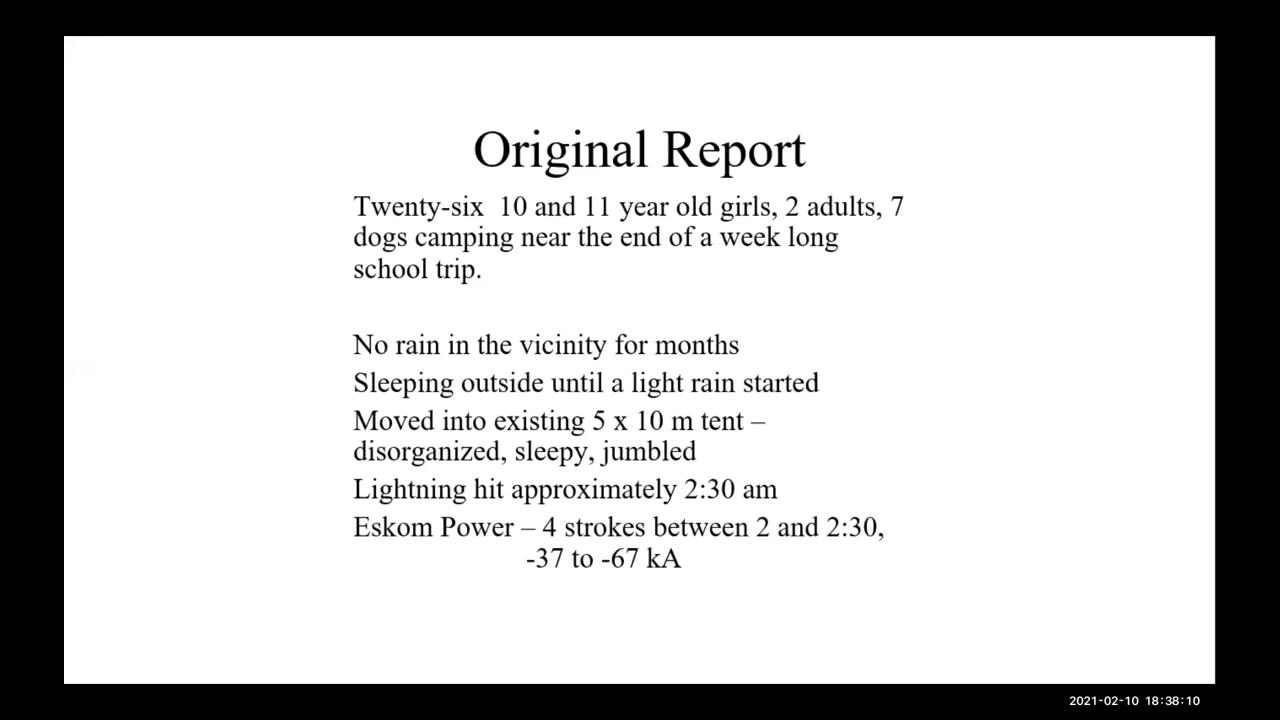 Original Report
Twenty-six  10 and 11 year old girls, 2 adults, 7
dogs camping near the end of a week long
school trip.
No rain in the vicinity for months
Sleeping outside until a light rain started
Moved into existing 5 x 10 m tent –
disorganized, sleepy, jumbled
Lightning hit approximately 2:30 am
Eskom Power – 4 strokes between 2 and 2:30,
-37 to -67 kA
2021-02-10 18:38:10